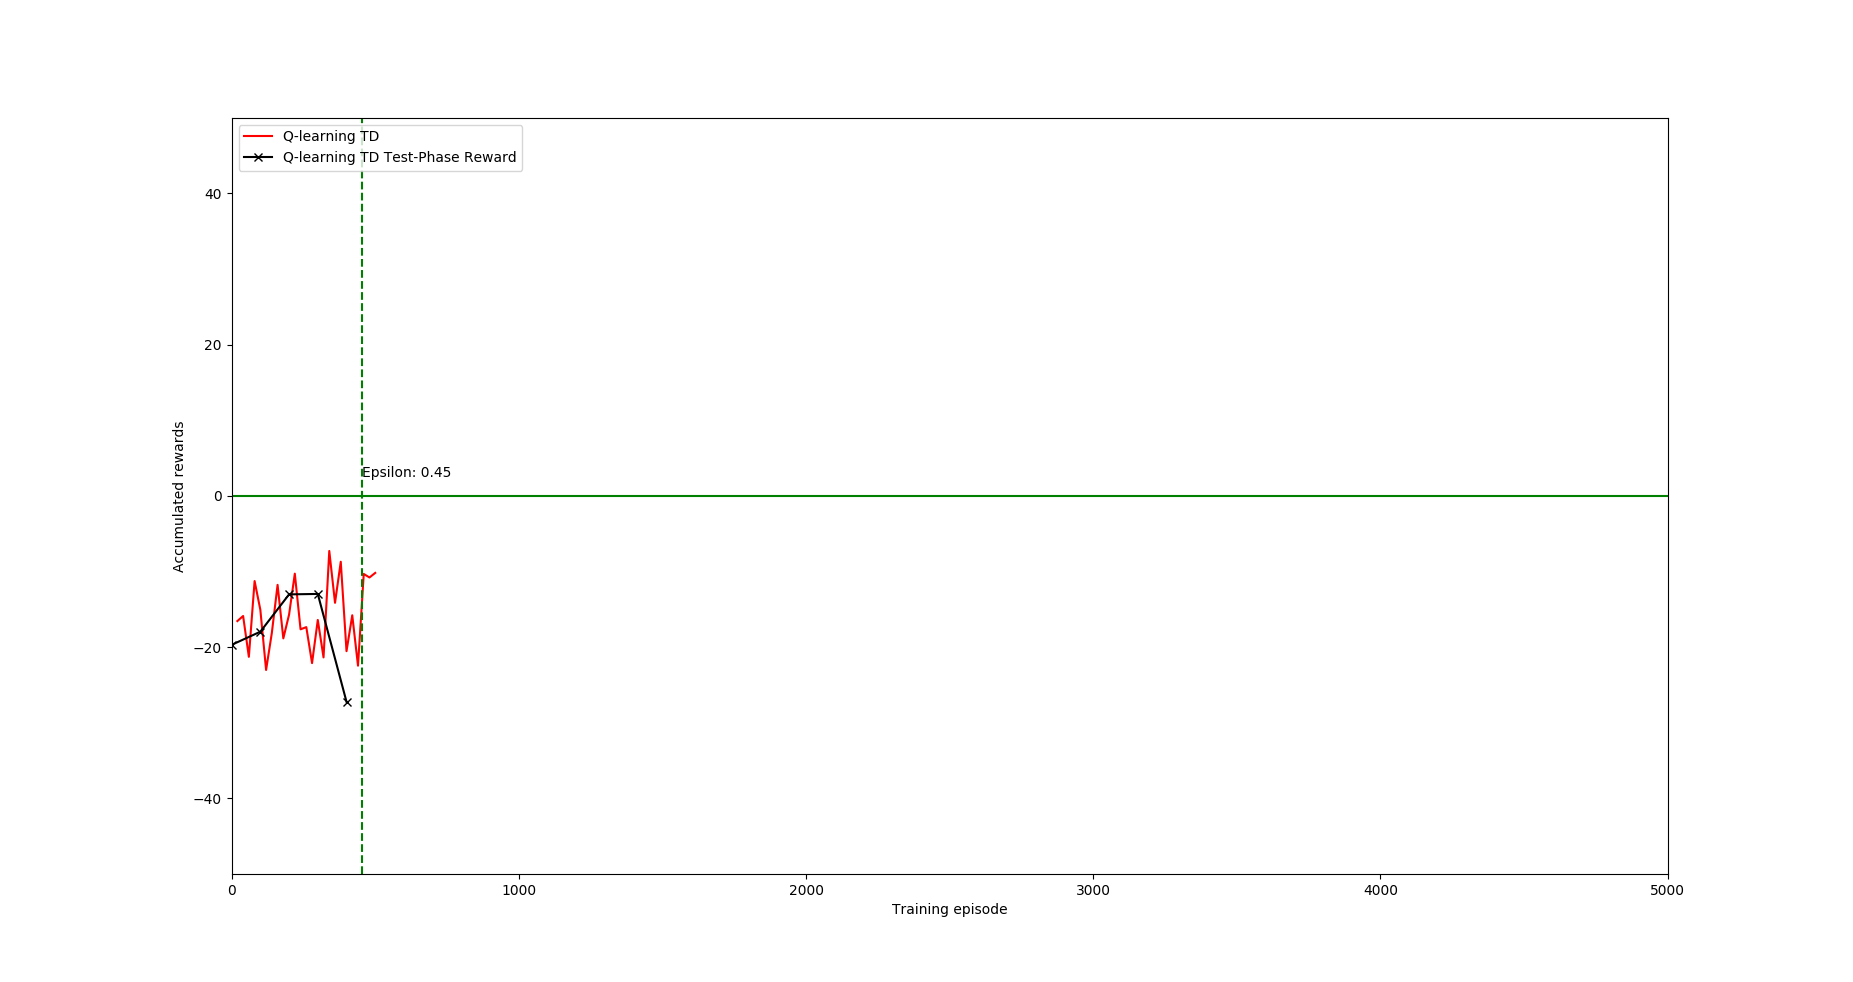 Q-learning TD
Q-learning TD Test-Phase Reward
40
20
0
−20
−40
Accumulated rewards
Epsilon: 0.45
0
1000
2000
3000
4000
5000
Training episode